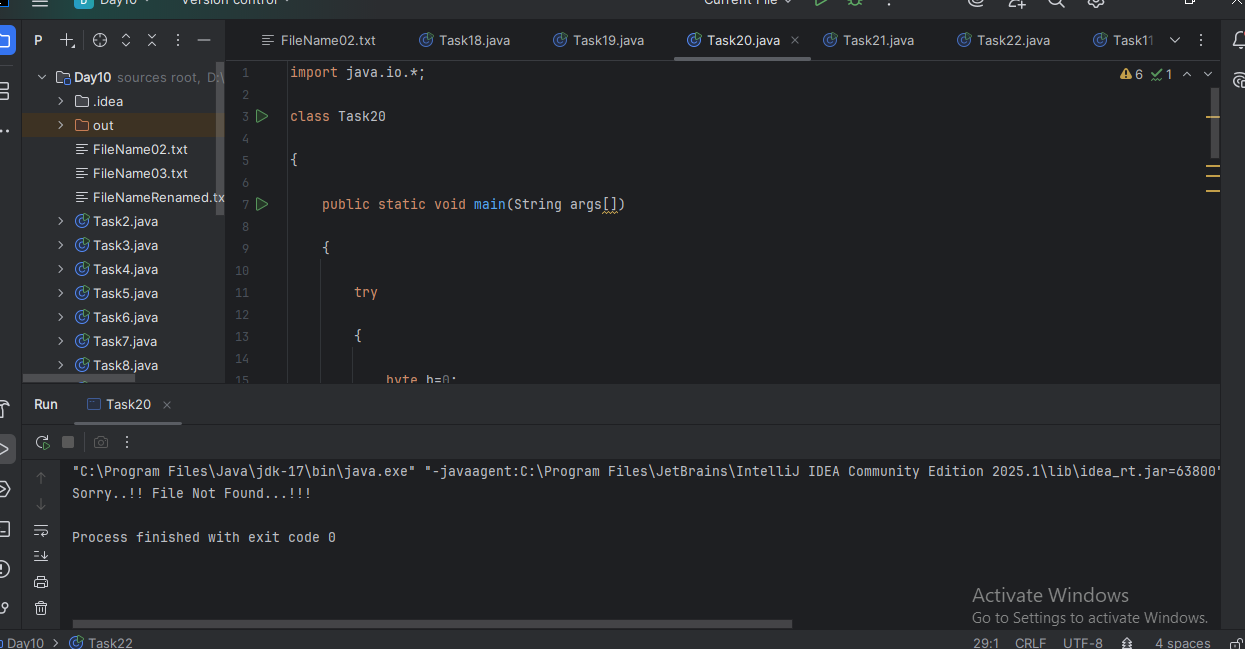 Day10 Version control Current File
P FileName02.txt Task18.java Task19.java Task20.java Task21.java Task22.java Task11
Day10 sources root, D:\
.idea
out
FileName02.txt
FileName03.txt
FileNameRenamed.tx
Task2.java
Task3.java
Task4.java
Task5.java
Task6.java
Task7.java
Task8.java
6 1
1 import java.io.*;
2
3 class Task20
4
5 {
6
7 public static void main(String args[])
8
9 {
10
11 try
12
13 {
14
15 byte b=0;
Run Task20
"C:\Program Files\Java\jdk-17\bin\java.exe" "-javaagent:C:\Program Files\JetBrains\IntelliJ IDEA Community Edition 2025.1\lib\idea_rt.jar=63800"
Sorry..!! File Not Found...!!!
Process finished with exit code 0
Activate Windows
Go to Settings to activate Windows.
Day10 > Task22 29:1 CRLF UTF-8 4 spaces